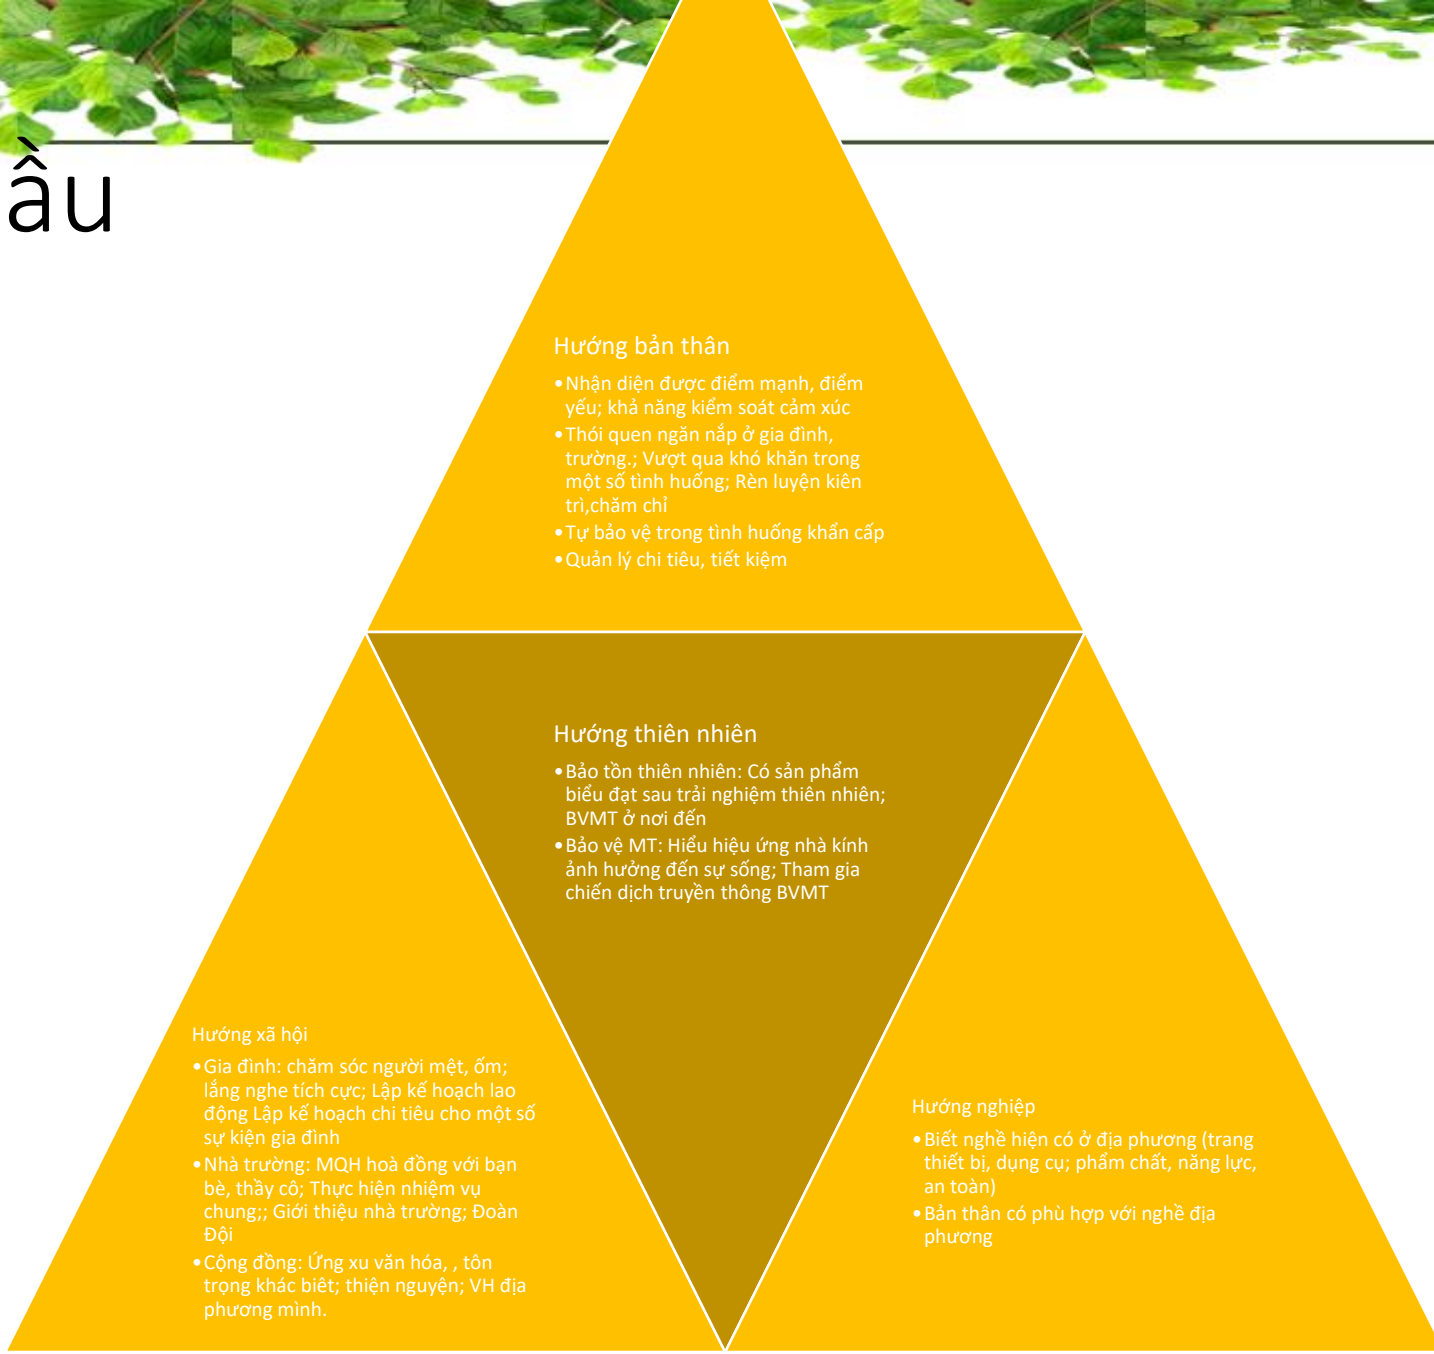 ầu
Hướng bản thân
•Nhận diện được điểm mạnh, điểm
yếu; khả năng kiểm soát cảm xúc
•Thói quen ngăn nắp ở gia đình,
trường.; Vượt qua khó khăn trong
một số tình huống; Rèn luyện kiên
trì,chăm chỉ
•Tự bảo vệ trong tình huống khẩn cấp
•Quản lý chi tiêu, tiết kiệm
Hướng thiên nhiên
•Bảo tồn thiên nhiên: Có sản phẩm
biểu đạt sau trải nghiệm thiên nhiên;
BVMT ở nơi đến
•Bảo vệ MT: Hiểu hiệu ứng nhà kính
ảnh hưởng đến sự sống; Tham gia
chiến dịch truyền thông BVMT
Hướng xã hội
•Gia đình: chăm sóc người mệt, ốm;
lắng nghe tích cực; Lập kế hoạch lao
động Lập kế hoạch chi tiêu cho một số
sự kiện gia đình
•Nhà trường: MQH hoà đồng với bạn
bè, thầy cô; Thực hiện nhiệm vụ
chung;; Giới thiệu nhà trường; Đoàn
Đội
•Cộng đồng: Ứng xu văn hóa, , tôn
trọng khác biêt; thiện nguyện; VH địa
phương mình.
Hướng nghiệp
•Biết nghề hiện có ở địa phương (trang
thiết bị, dụng cụ; phẩm chất, năng lực,
an toàn)
•Bản thân có phù hợp với nghề địa
phương